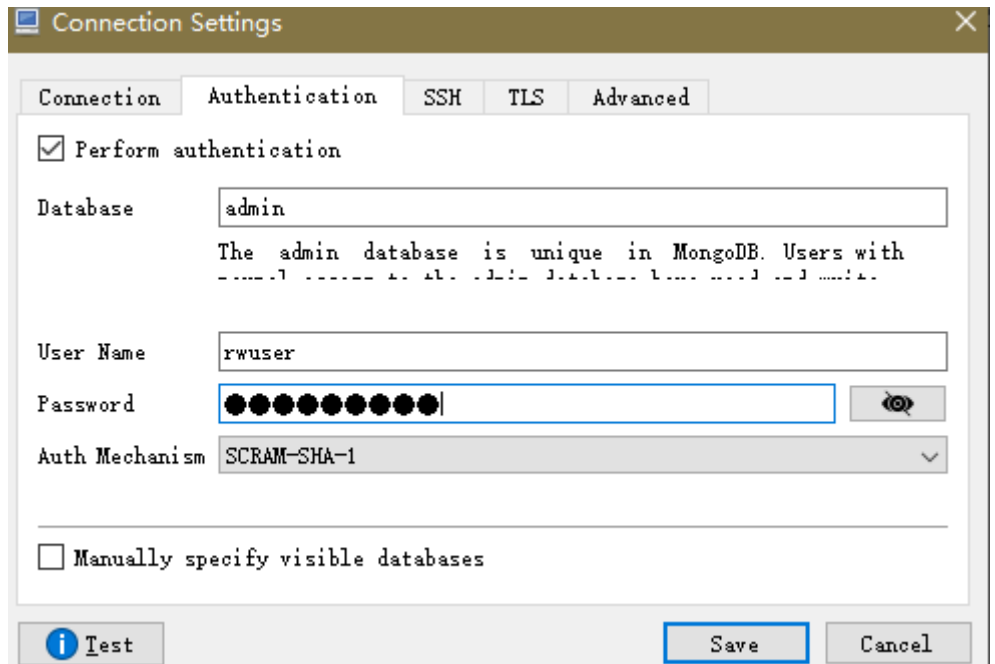 Connection Settings
Connection Authentication SSH TLS Advanced
Perform authentication
Database admin
The admin database is unique in MongoDB. Users with
User Name rwuser
Password
Auth Mechanism SCRAM-SHA-1
Manually specify visible databases
Test Save Cancel